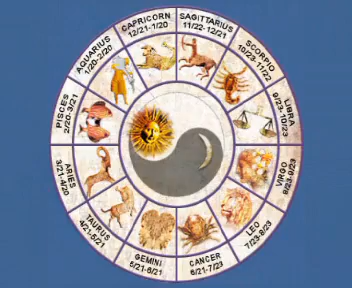 CAPRICORN
12/21-1/20
SAGITTARIUS
11/22-12/21
SCORPIO
10/23-11/22
LIBRA
9/23-10/23
VIRGO
8/23-9/23
LEO
7/23-8/23
CANCER
6/21-7/23
GEMINI
5/21-6/21
TAURUS
4/21-5/21
ARIES
3/21-4/20
PISCES
2/20-3/21
AQUARIUS
1/20-2/20